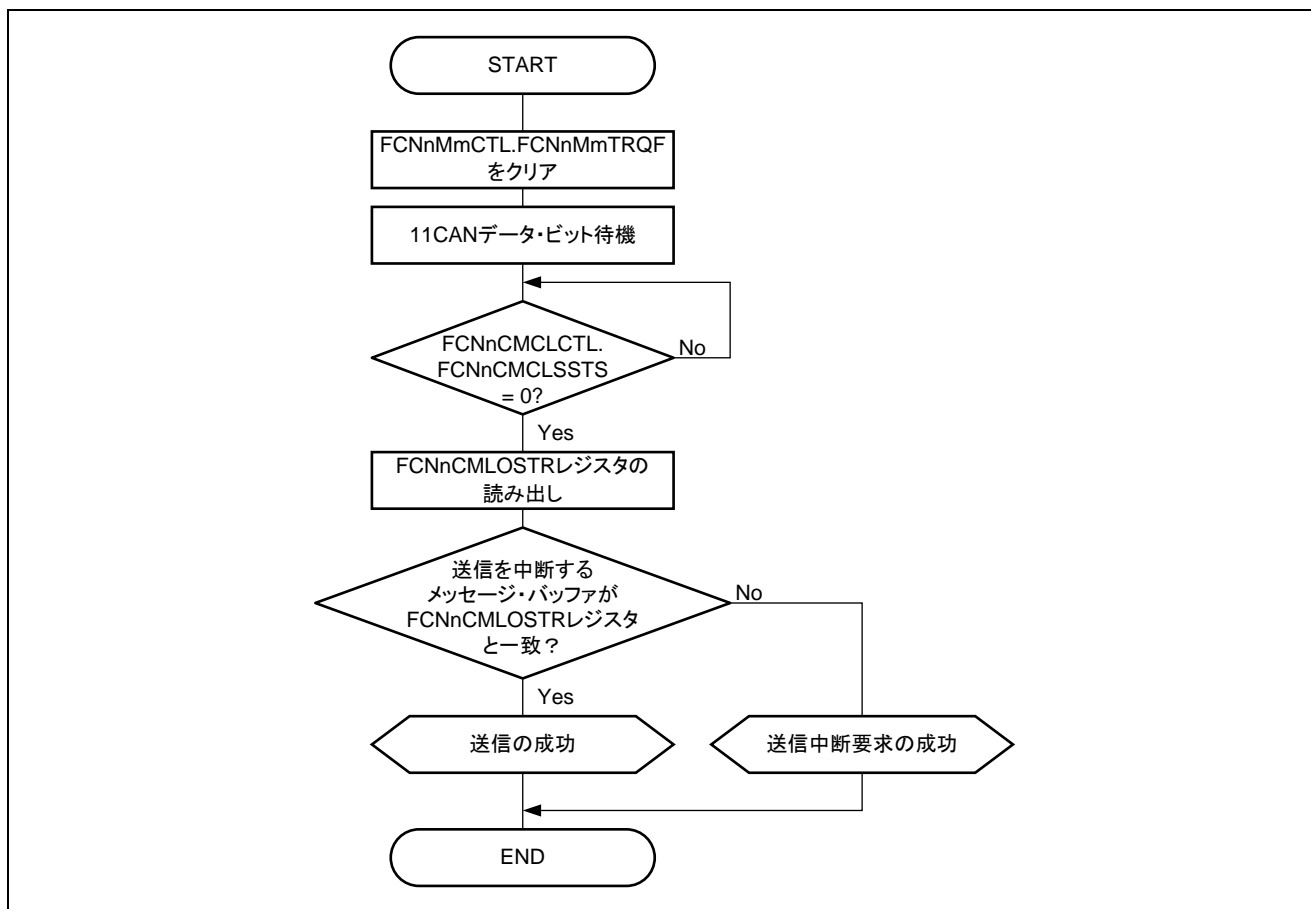 START
FCNnMmCTL.FCNnMmTRQF
をクリア
11CANデータ・ビット待機
FCNnCMCLCTL.
FCNnCMCLSSTS
= 0?
No
Yes
FCNnCMLOSTRレジスタの
読み出し
送信を中断する
メッセージ・バッファが
FCNnCMLOSTRレジスタ
と一致？
No
Yes
送信の成功
送信中断要求の成功
END